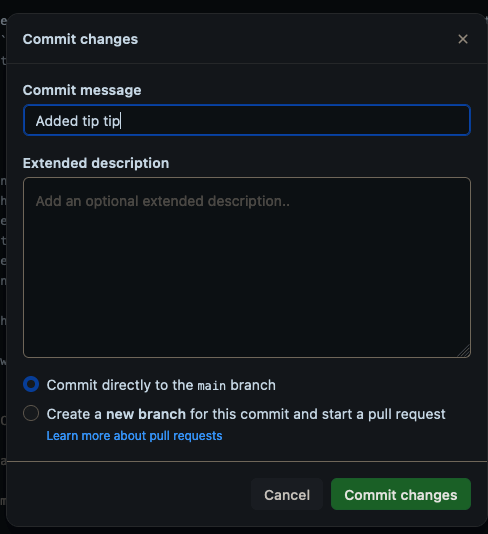 Commit changes
Commit message
Added tip tip
Extended description
Add an optional extended description..
Commit directly to the main branch
Create a new branch for this commit and start a pull request
Learn more about pull requests
Cancel
Commit changes